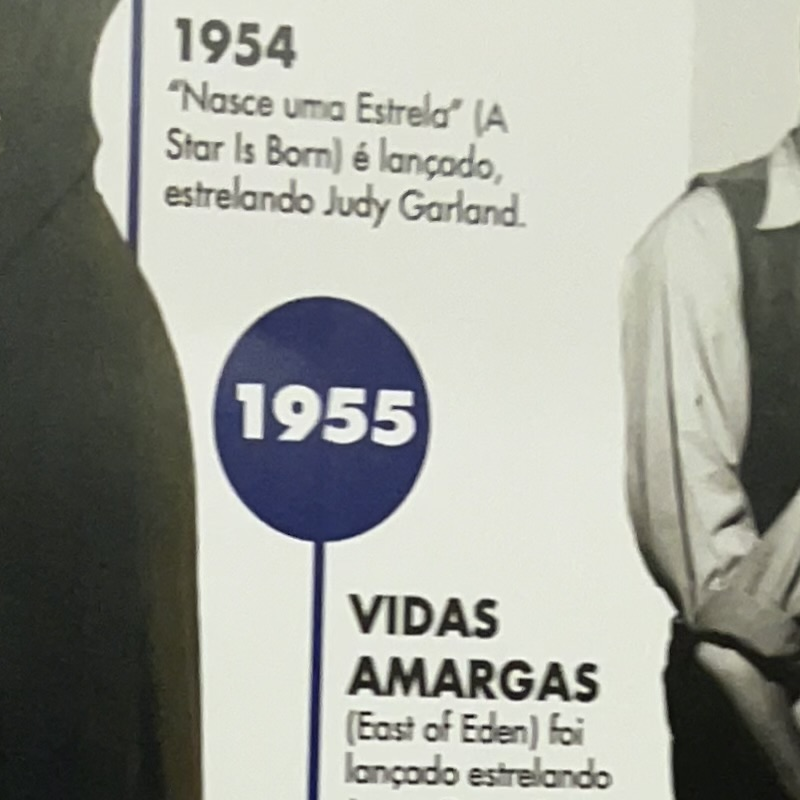 1954
“Nasce uma Estrela” (A
Star Is Born) é lançado,
estrelando Judy Garland.
1955
VIDAS
AMARGAS
(East of Eden) foi
lançado estrelando